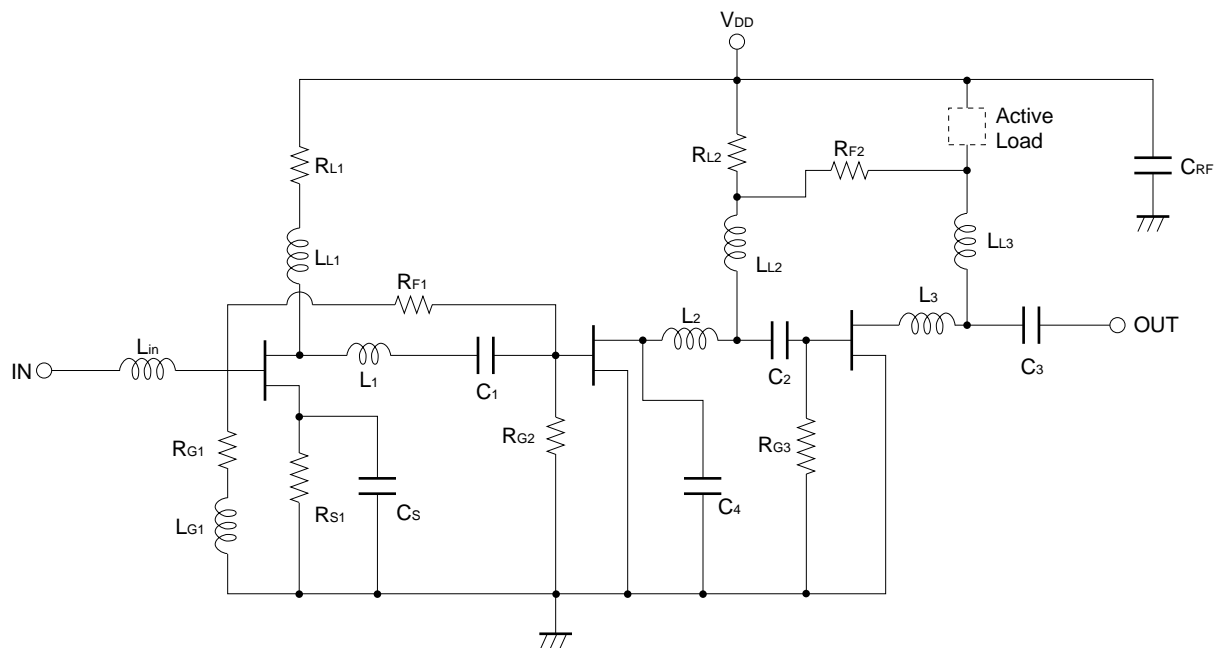 VDD
Active
Load
RL1
RL2
RF2
CRF
LL1
LL2
LL3
RF1
Lin
L2
L3
IN
OUT
L1
C1
C2
C3
RG1
RG2
RG3
LG1
RS1
CS
C4